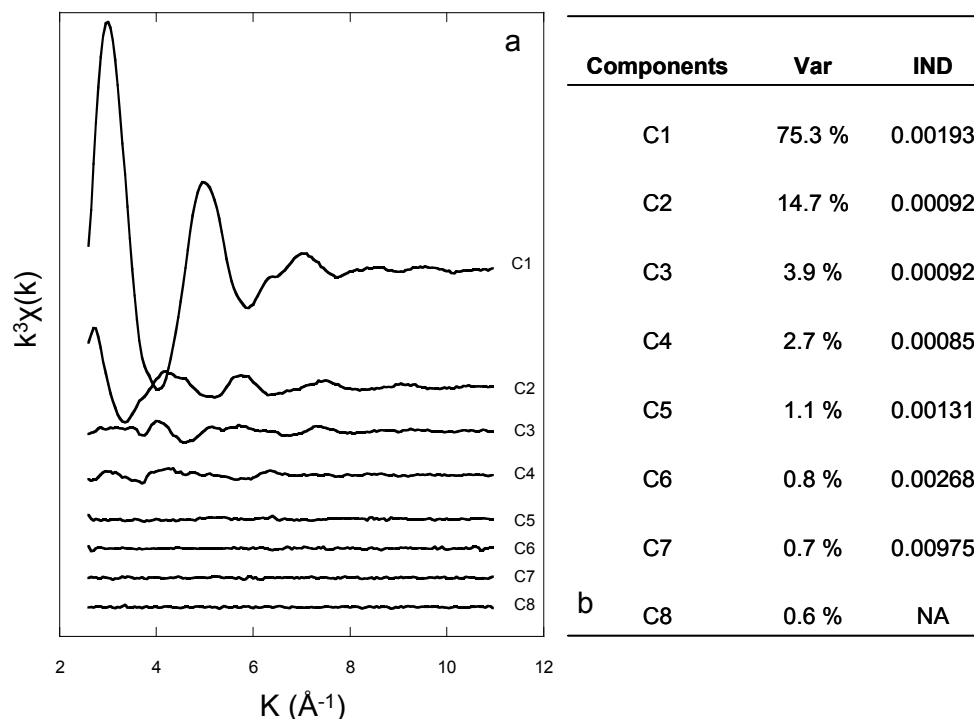 a
k³χ(k)
C1
C2
C3
C4
C5
C6
C7
C8
2 4 6 8 10 12
K (Å⁻¹)
Components Var IND
C1 75.3 % 0.00193
C2 14.7 % 0.00092
C3 3.9 % 0.00092
C4 2.7 % 0.00085
C5 1.1 % 0.00131
C6 0.8 % 0.00268
C7 0.7 % 0.00975
b
C8 0.6 % NA